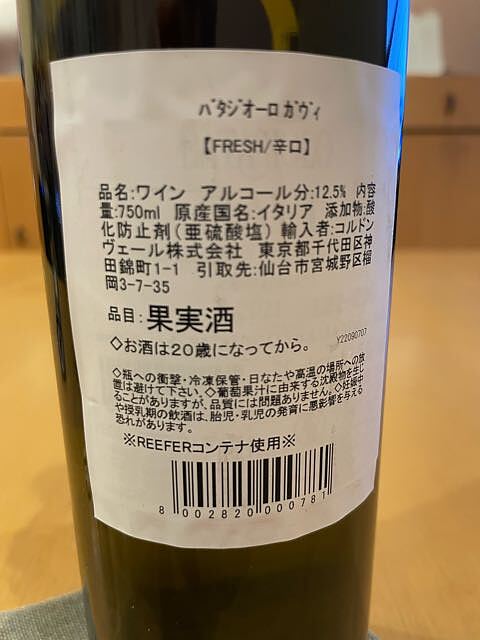 ﾊﾞﾀｼﾞｵｰﾛ ｶﾞｳﾞｨ
【FRESH/辛口】
品名:ワイン アルコール分:12.5% 内容
量:750ml 原産国名:イタリア 添加物:酸
化防止剤(亜硫酸塩) 輸入者:コルドン
ヴェール株式会社 東京都千代田区神
田錦町1-1 引取先:仙台市宮城野区榴
岡3-7-35
品目:果実酒
◇お酒は20歳になってから。
Y22090707
◇瓶への衝撃・冷凍保管・日なたや高温の場所への放
置は避けて下さい。◇葡萄果汁に由来する沈殿物を生じ
ることがありますが、品質には問題ありません。◇妊娠中
や授乳期の飲酒は、胎児・乳児の発育に悪影響を与える
恐れがあります。
※REEFERコンテナ使用※
8 002820 000781